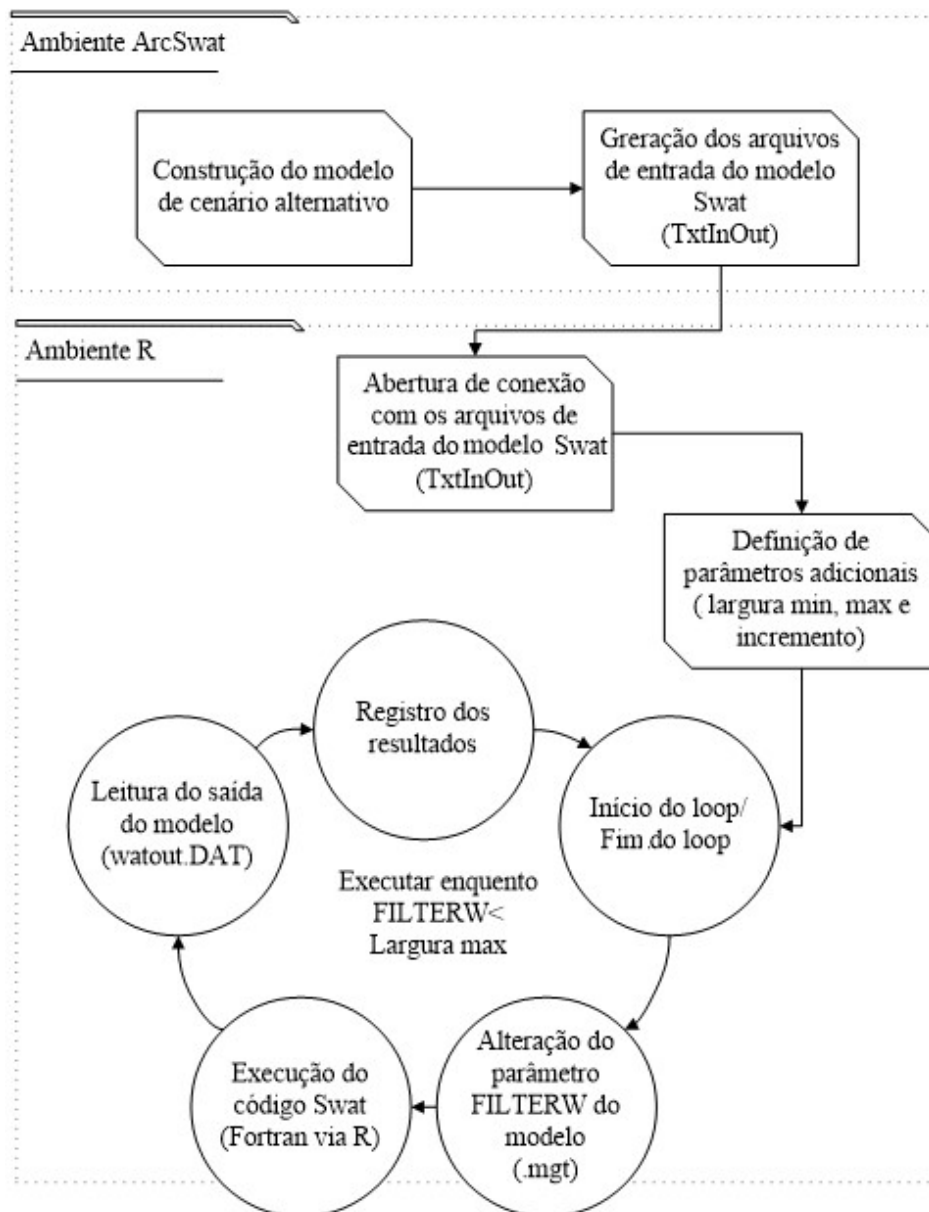 Ambiente ArcSwat
Construção do modelo
de cenário alternativo
Greração dos arquivos
de entrada do modelo
Swat
(TxtInOut)
Ambiente R
Abertura de conexão
com os arquivos de
entrada do modelo Swat
(TxtInOut)
Definição de
parâmetros adicionais
( largura min, max e
incremento)
Registro dos
resultados
Leitura do saída
do modelo
(watout.DAT)
Início do loop/
Fim.do loop
Executar enquento
FILTERW<
Largura max
Execução do
código Swat
(Fortran via R)
Alteração do
parâmetro
FILTERW do
modelo
(.mgt)